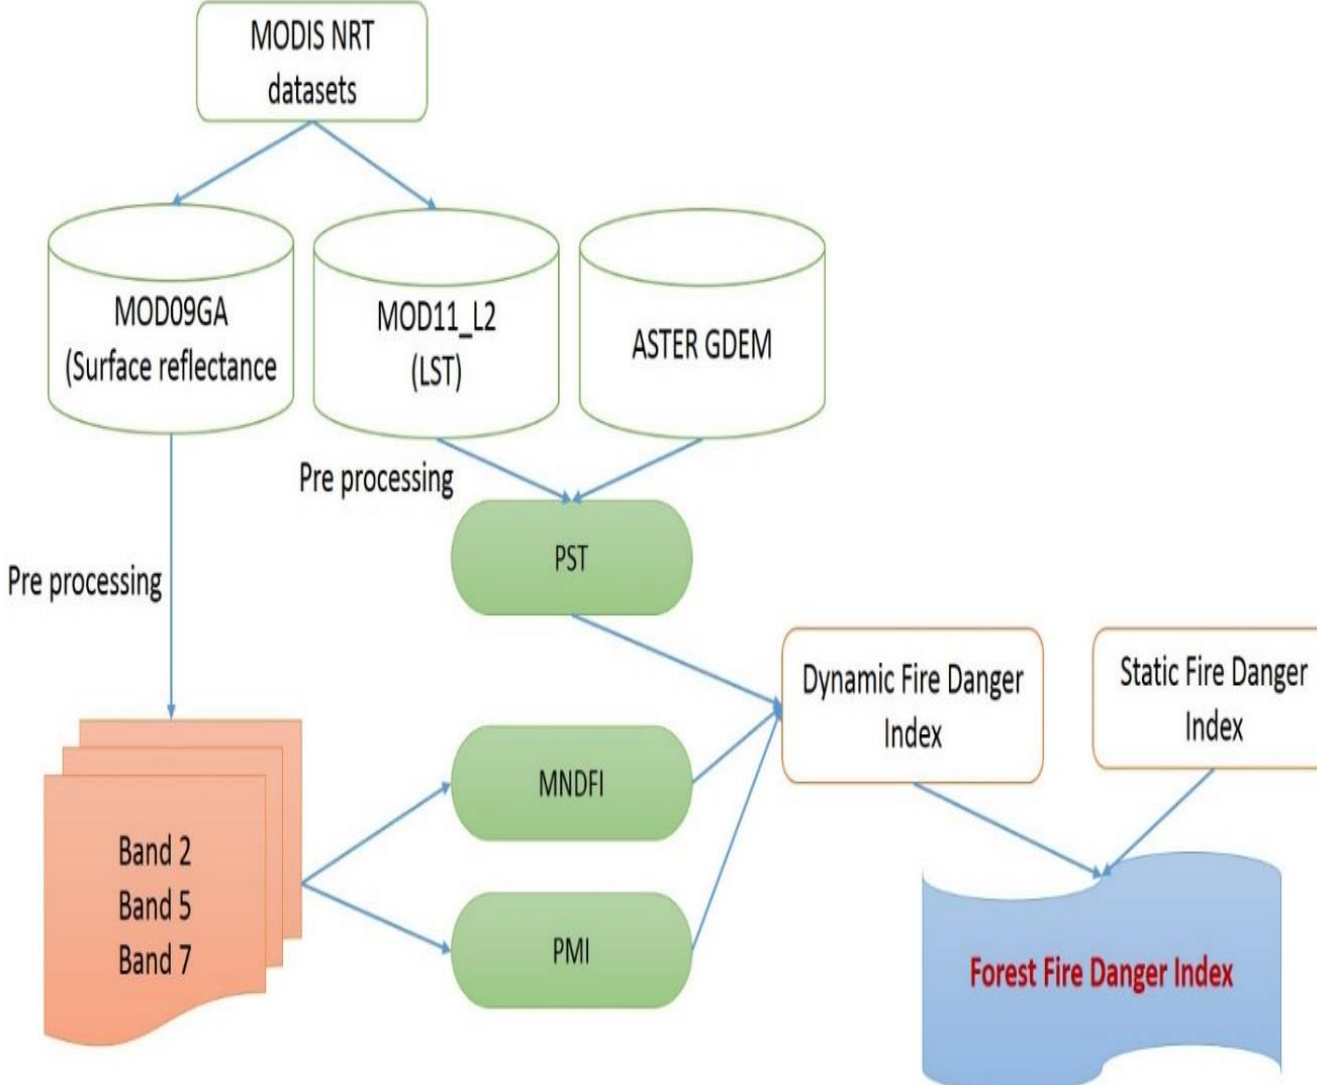 MODIS NRT
datasets
MOD09GA
(Surface reflectance
MOD11_L2
(LST)
ASTER GDEM
Pre processing
PST
Pre processing
Dynamic Fire Danger
Index
Static Fire Danger
Index
MNDFI
Band 2
Band 5
Band 7
PMI
Forest Fire Danger Index